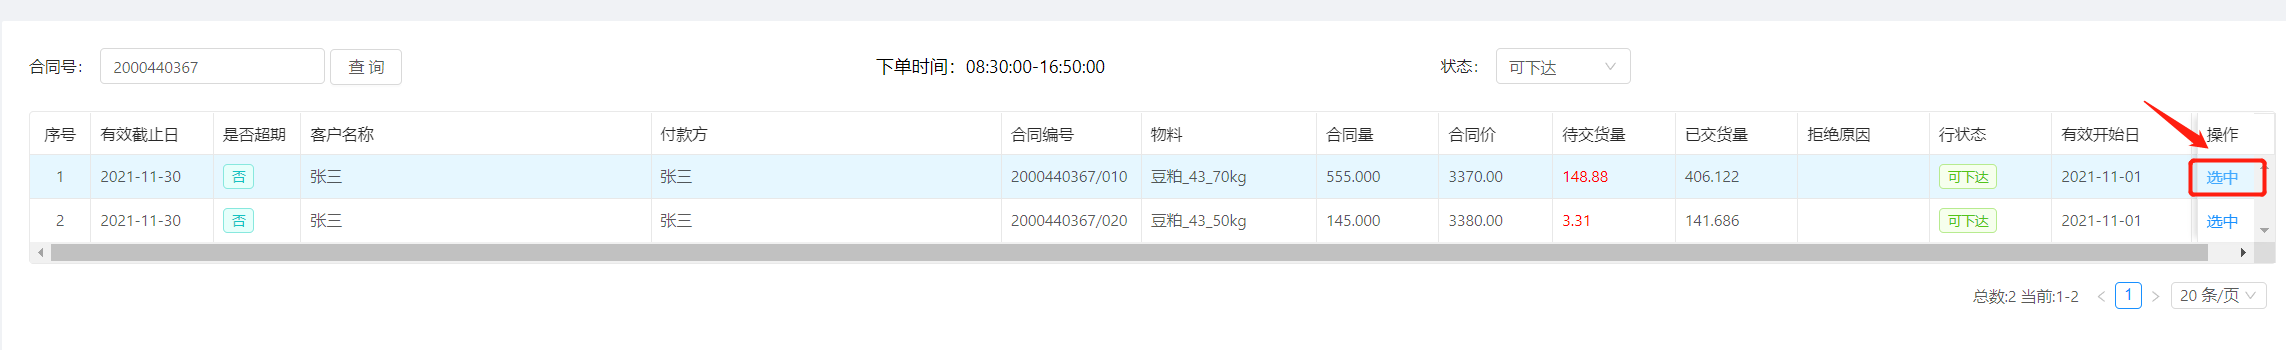 合同号： 2000440367 查 询 下单时间：08:30:00-16:50:00 状态： 可下达
序号 有效截止日 是否超期 客户名称 付款方 合同编号 物料 合同量 合同价 待交货量 已交货量 拒绝原因 行状态 有效开始日 操作
1 2021-11-30 否 张三 张三 2000440367/010 豆粕_43_70kg 555.000 3370.00 148.88 406.122 可下达 2021-11-01 选中
2 2021-11-30 否 张三 张三 2000440367/020 豆粕_43_50kg 145.000 3380.00 3.31 141.686 可下达 2021-11-01 选中
总数:2 当前:1-2 < 1 > 20 条/页